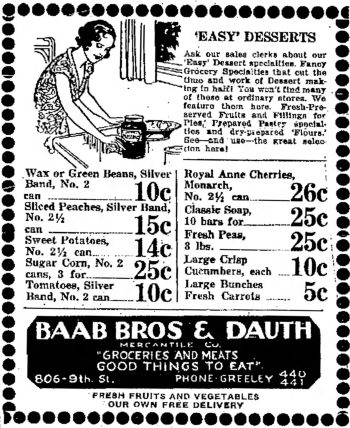 'EASY' DESSERTS
Ask our sales clerks about our
'Easy' Dessert specialties. Fancy
Grocery Specialties that cut the
time and work of Dessert mak-
ing in half! You won't find many
of these at ordinary stores. We
feature them here. Fresh-Pre-
served Fruits and Fillings for
Pies, Prepared Pastry special-
ties and dry-prepared 'Flours.'
See—and use—the great selec-
tion here!
Wax or Green Beans, Silver
Band, No. 2
can 10c
Sliced Peaches, Silver Band,
No. 2½
can 15c
Sweet Potatoes,
No. 2½ can 14c
Sugar Corn, No. 2
cans, 3 for 25c
Tomatoes, Silver
Band, No. 2 can 10c
Royal Anne Cherries,
Monarch,
No. 2½ can 26c
Classic Soap,
10 bars for 25c
Fresh Peas,
3 lbs. 25c
Large Crisp
Cucumbers, each 10c
Large Bunches
Fresh Carrots 5c
BAAB BROS & DAUTH
MERCANTILE CO.
"GROCERIES AND MEATS
GOOD THINGS TO EAT".
806-9th. St. PHONE-GREELEY 440
441
FRESH FRUITS AND VEGETABLES
OUR OWN FREE DELIVERY